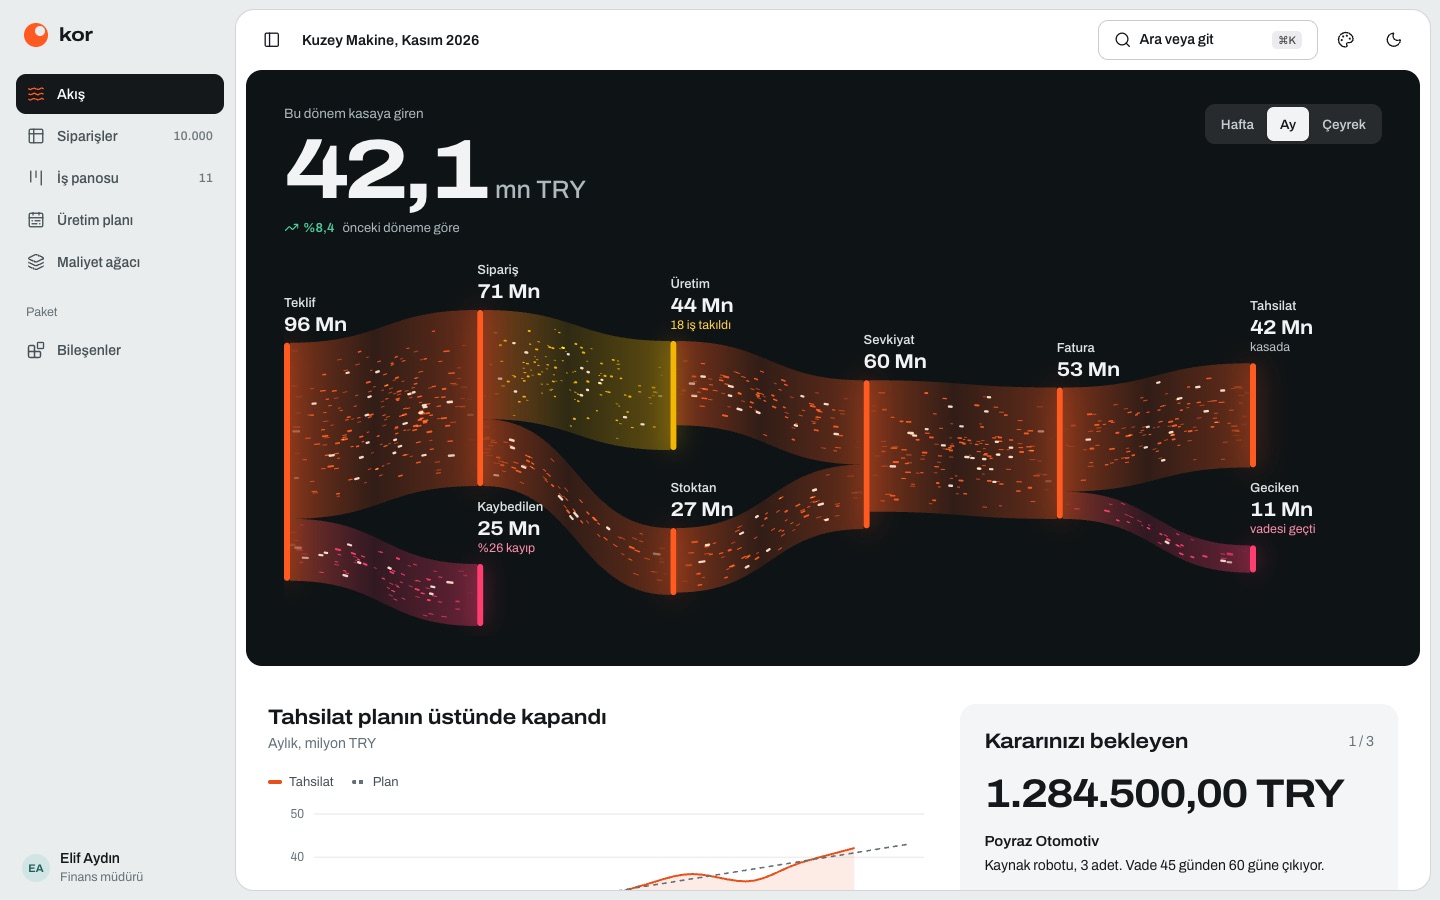 kor
Akış
Siparişler 10.000
İş panosu 11
Üretim planı
Maliyet ağacı
Paket
Bileşenler
EA
Elif Aydın
Finans müdürü
Kuzey Makine, Kasım 2026
Ara veya git ⌘K
Bu dönem kasaya giren
42,1 mn TRY
%8,4 önceki döneme göre
Hafta Ay Çeyrek
Teklif
96 Mn
Sipariş
71 Mn
Üretim
44 Mn
18 iş takıldı
Sevkiyat
60 Mn
Fatura
53 Mn
Tahsilat
42 Mn
kasada
Kaybedilen
25 Mn
%26 kayıp
Stoktan
27 Mn
Geciken
11 Mn
vadesi geçti
Tahsilat planın üstünde kapandı
Aylık, milyon TRY
Tahsilat Plan
50
40
Kararınızı bekleyen 1 / 3
1.284.500,00 TRY
Poyraz Otomotiv
Kaynak robotu, 3 adet. Vade 45 günden 60 güne çıkıyor.